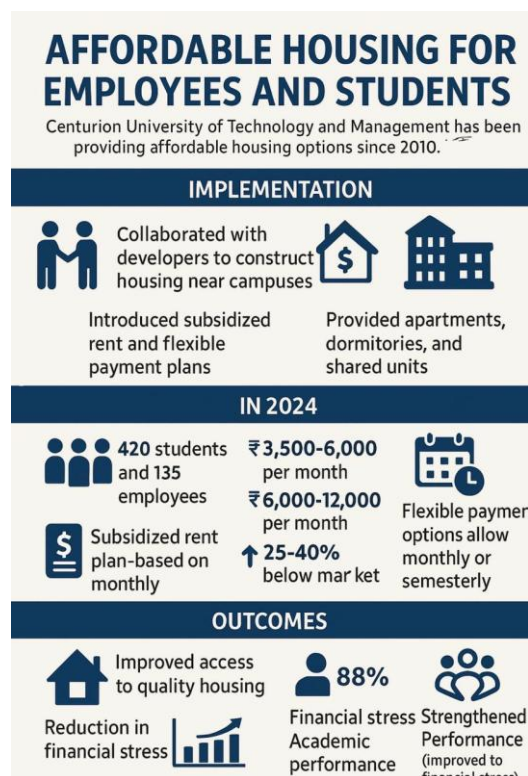 AFFORDABLE HOUSING FOR
EMPLOYEES AND STUDENTS
Centurion University of Technology and Management has been
providing affordable housing options since 2010.
IMPLEMENTATION
Collaborated with
developers to construct
housing near campuses
$
Introduced subsidized
rent and flexible
payment plans
Provided apartments,
dormitories, and
shared units
IN 2024
420 students
and 135
employees
$
Subsidized rent
plan-based on
monthly
₹3,500-6,000
per month
₹6,000-12,000
per month
25-40%
below market
Flexible paymen
options allow
monthly or
semesterly
OUTCOMES
Improved access
to quality housing
Reduction in
financial stress
88%
Financial stress
Academic
performance
Strengthened
Performance
(improved to
financial stress)